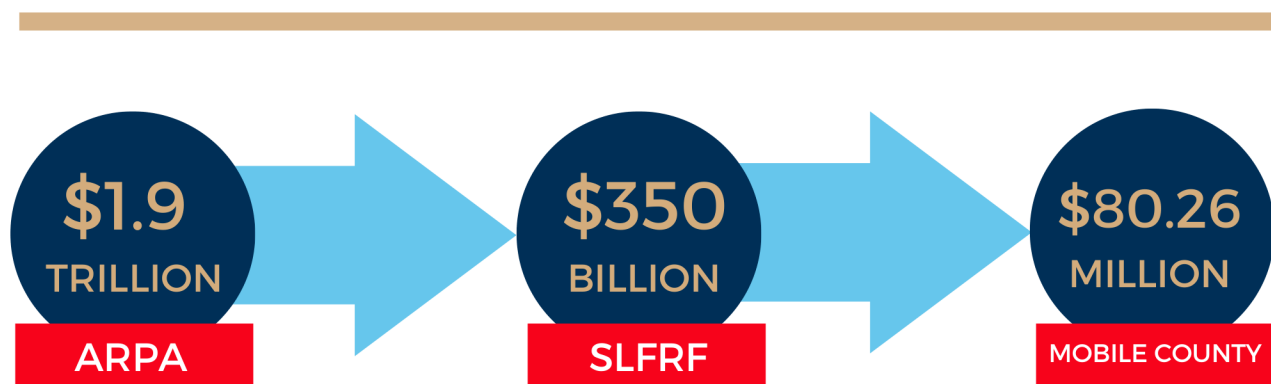 $1.9
TRILLION
ARPA
$350
BILLION
SLFRF
$80.26
MILLION
MOBILE COUNTY